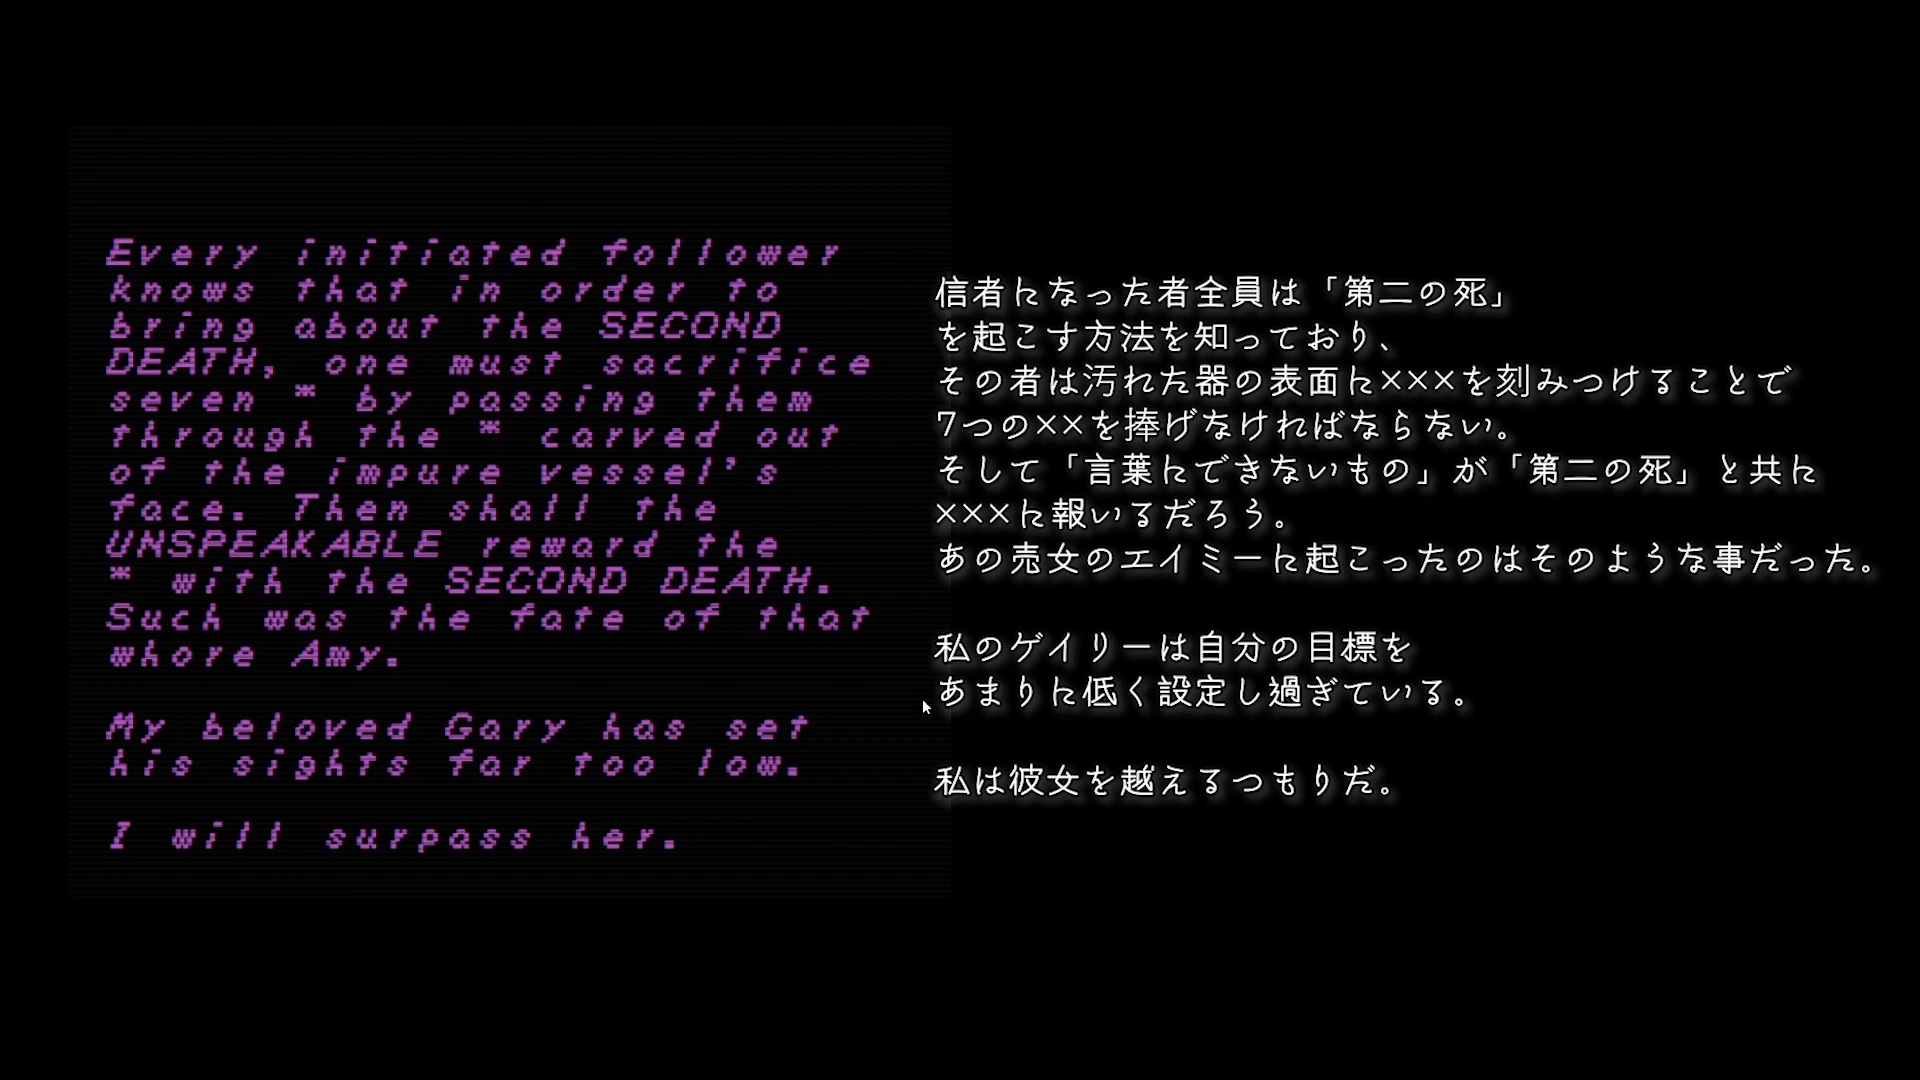 Every initiated follower
knows that in order to
bring about the SECOND
DEATH, one must sacrifice
seven * by passing them
through the * carved out
of the impure vessel's
face. Then shall the
UNSPEAKABLE reward the
* with the SECOND DEATH.
Such was the fate of that
whore Amy.
My beloved Gary has set
his sights far too low.
I will surpass her.
信者になった者全員は「第二の死」
を起こす方法を知っており、
その者は汚れた器の表面に×××を刻みつけることで
7つの××を捧げなければならない。
そして「言葉にできないもの」が「第二の死」と共に
×××に報いるだろう。
あの売女のエイミーに起こったのはそのような事だった。
私のゲイリーは自分の目標を
あまりに低く設定し過ぎている。
私は彼女を越えるつもりだ。